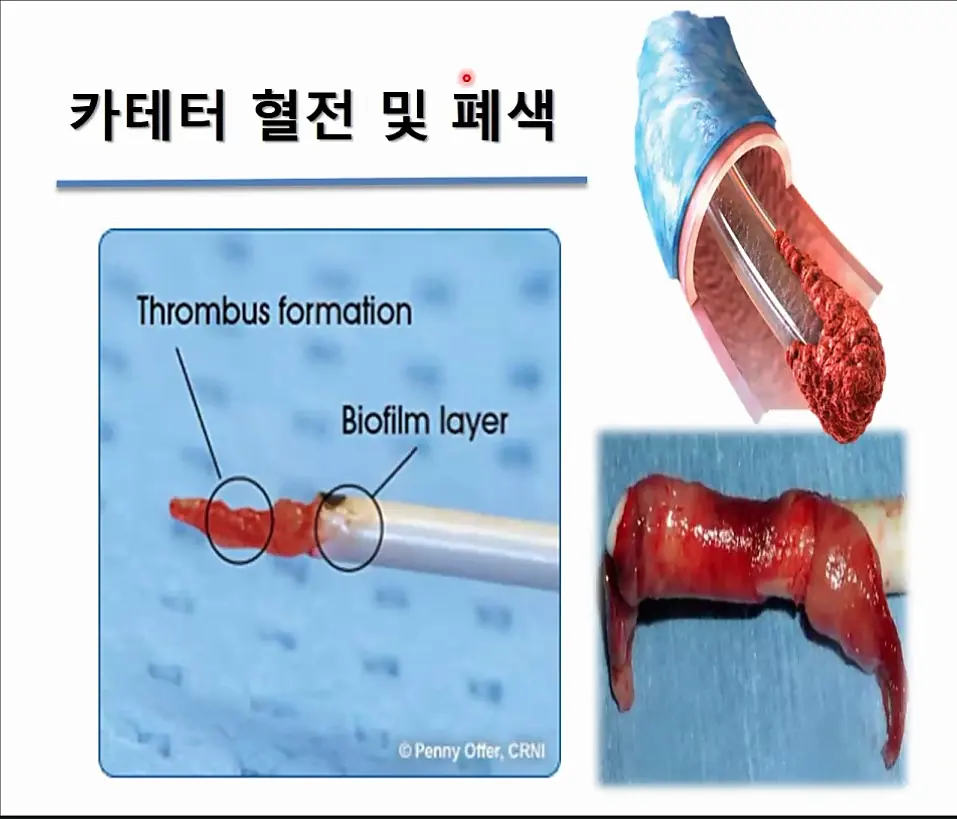 카테터 혈전 및 폐색
Thrombus formation
Biofilm layer
© Penny Offer, CRNI